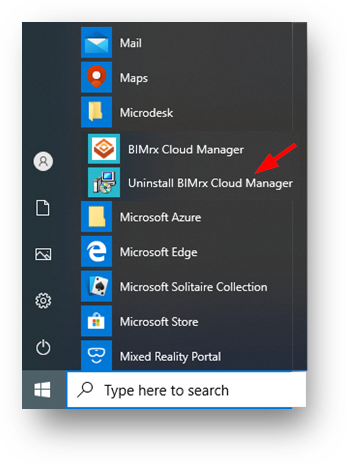 Mail
Maps
Microdesk
BIMrx Cloud Manager
Uninstall BIMrx Cloud Manager
Microsoft Azure
Microsoft Edge
Microsoft Solitaire Collection
Microsoft Store
Mixed Reality Portal
Type here to search